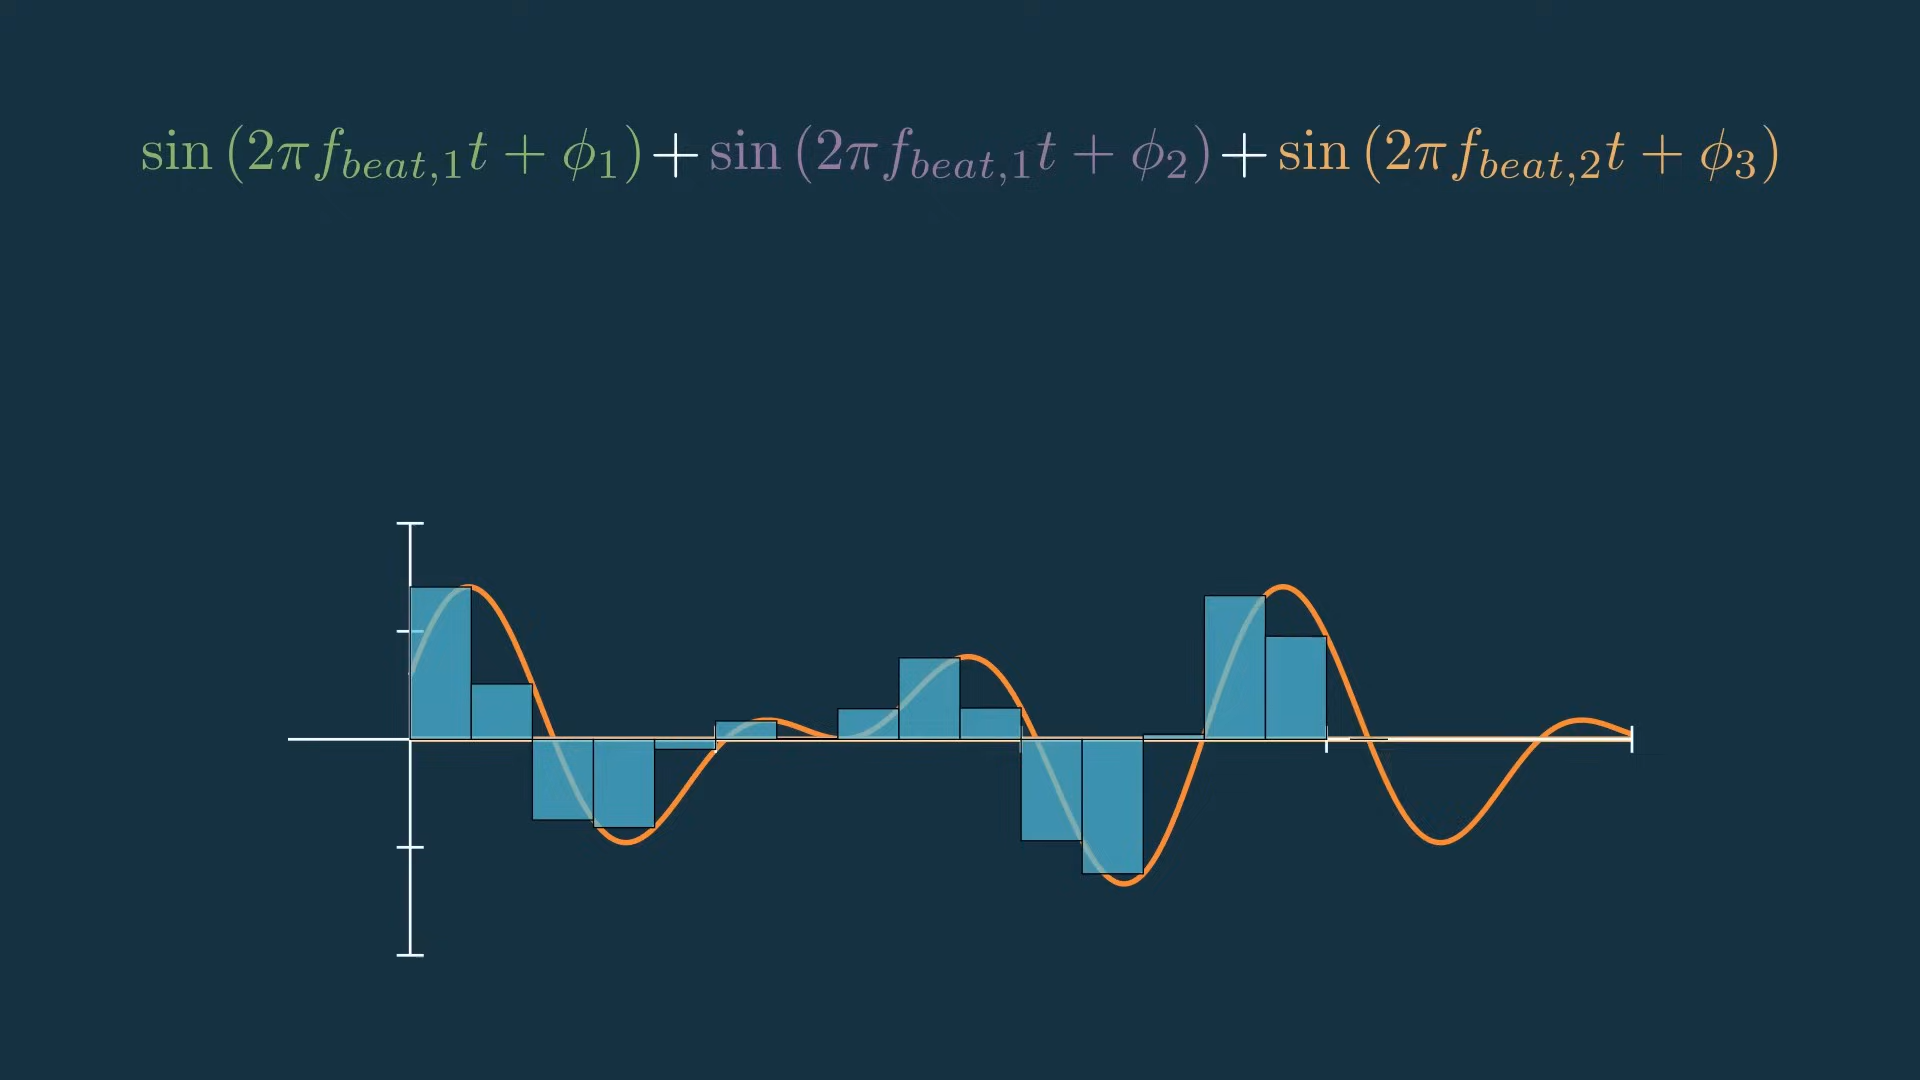 sin (2πf_{beat,1}t + ϕ_1) + sin (2πf_{beat,1}t + ϕ_2) + sin (2πf_{beat,2}t + ϕ_3)